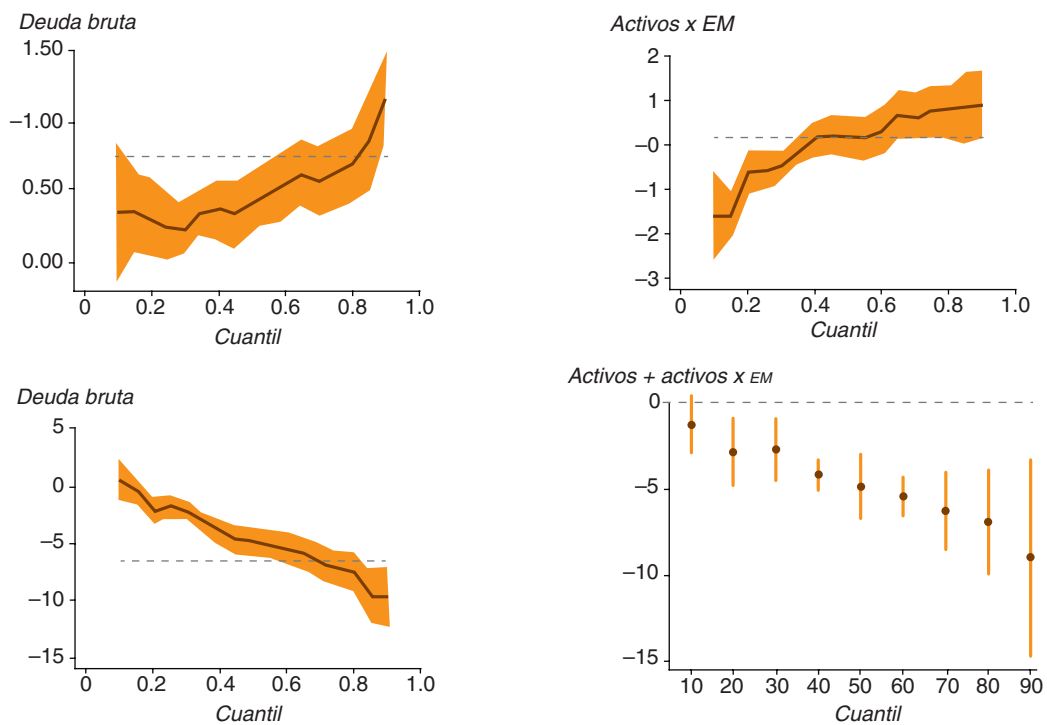 Deuda bruta
1.50
–1.00
0.50
0.00
0 0.2 0.4 0.6 0.8 1.0
Cuantil
Activos x EM
2
1
–0
–1
–2
–3
0 0.2 0.4 0.6 0.8 1.0
Cuantil
Deuda bruta
5
0
–5
–10
–15
0 0.2 0.4 0.6 0.8 1.0
Cuantil
Activos + activos x EM
0
–5
–10
–15
10 20 30 40 50 60 70 80 90
Cuantil